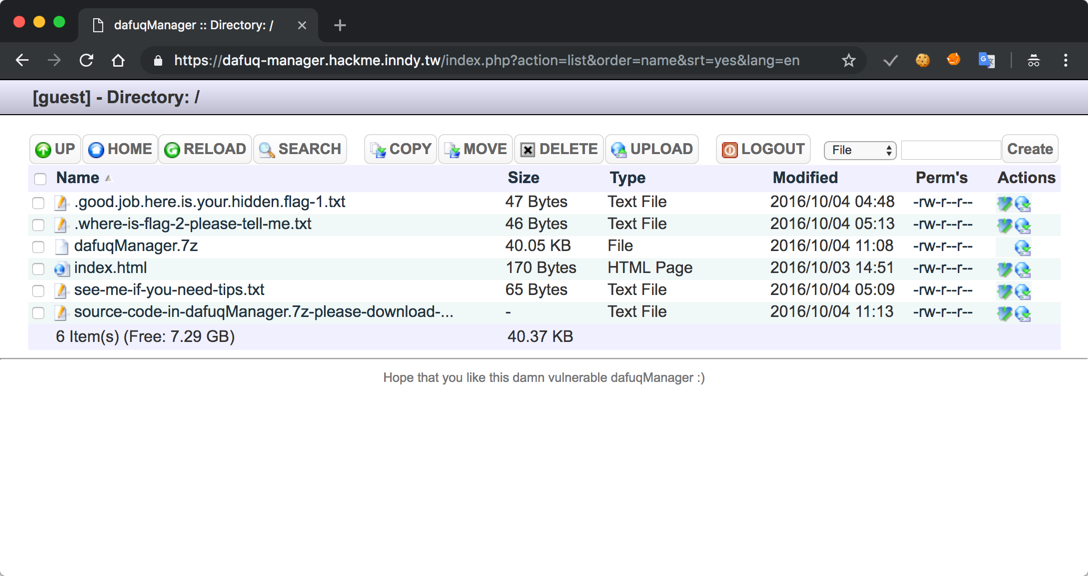 dafuqManager :: Directory: /
https://dafuq-manager.hackme.inndy.tw/index.php?action=list&order=name&srt=yes&lang=en
[guest] - Directory: /
UP HOME RELOAD SEARCH COPY MOVE DELETE UPLOAD LOGOUT File Create
Name Size Type Modified Perm's Actions
.good.job.here.is.your.hidden.flag-1.txt 47 Bytes Text File 2016/10/04 04:48 -rw-r--r--
.where-is-flag-2-please-tell-me.txt 46 Bytes Text File 2016/10/04 05:13 -rw-r--r--
dafuqManager.7z 40.05 KB File 2016/10/04 11:08 -rw-r--r--
index.html 170 Bytes HTML Page 2016/10/03 14:51 -rw-r--r--
see-me-if-you-need-tips.txt 65 Bytes Text File 2016/10/04 05:09 -rw-r--r--
source-code-in-dafuqManager.7z-please-download-... - Text File 2016/10/04 11:13 -rw-r--r--
6 Item(s) (Free: 7.29 GB) 40.37 KB
Hope that you like this damn vulnerable dafuqManager :)